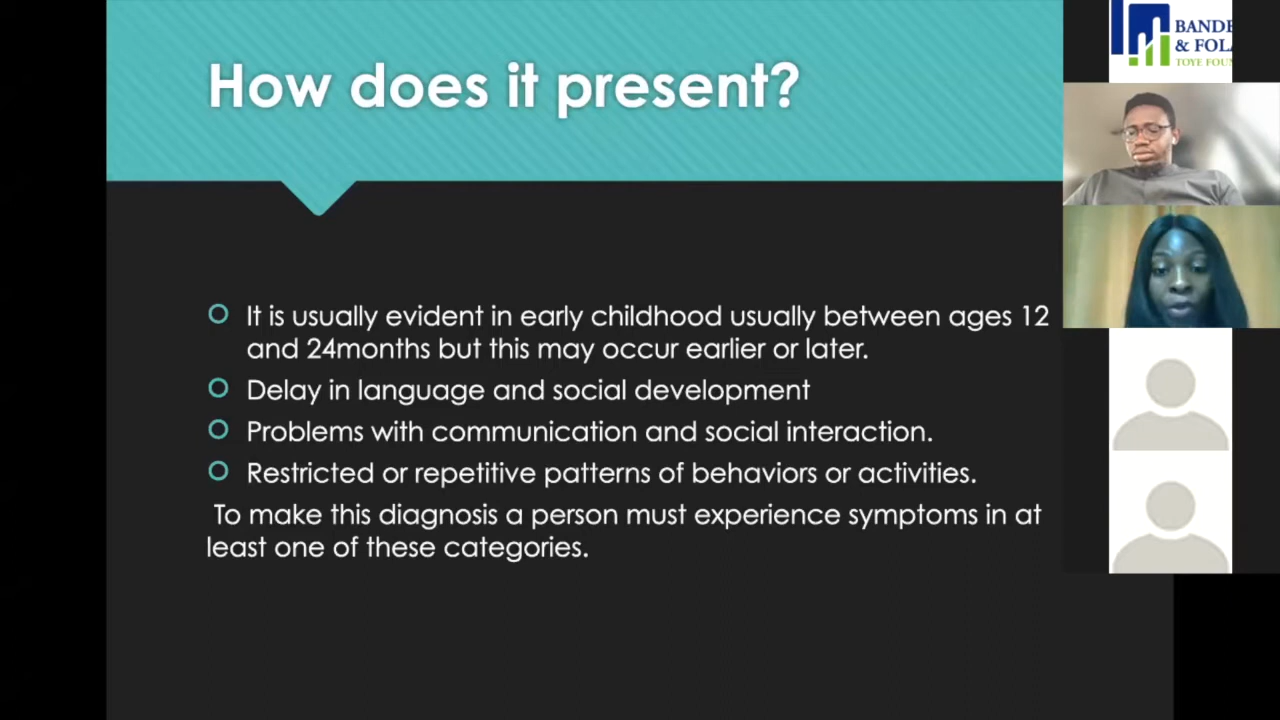 How does it present?
It is usually evident in early childhood usually between ages 12
and 24months but this may occur earlier or later.
Delay in language and social development
Problems with communication and social interaction.
Restricted or repetitive patterns of behaviors or activities.
To make this diagnosis a person must experience symptoms in at
least one of these categories.
BANDE
& FOL
TOYE FOUN